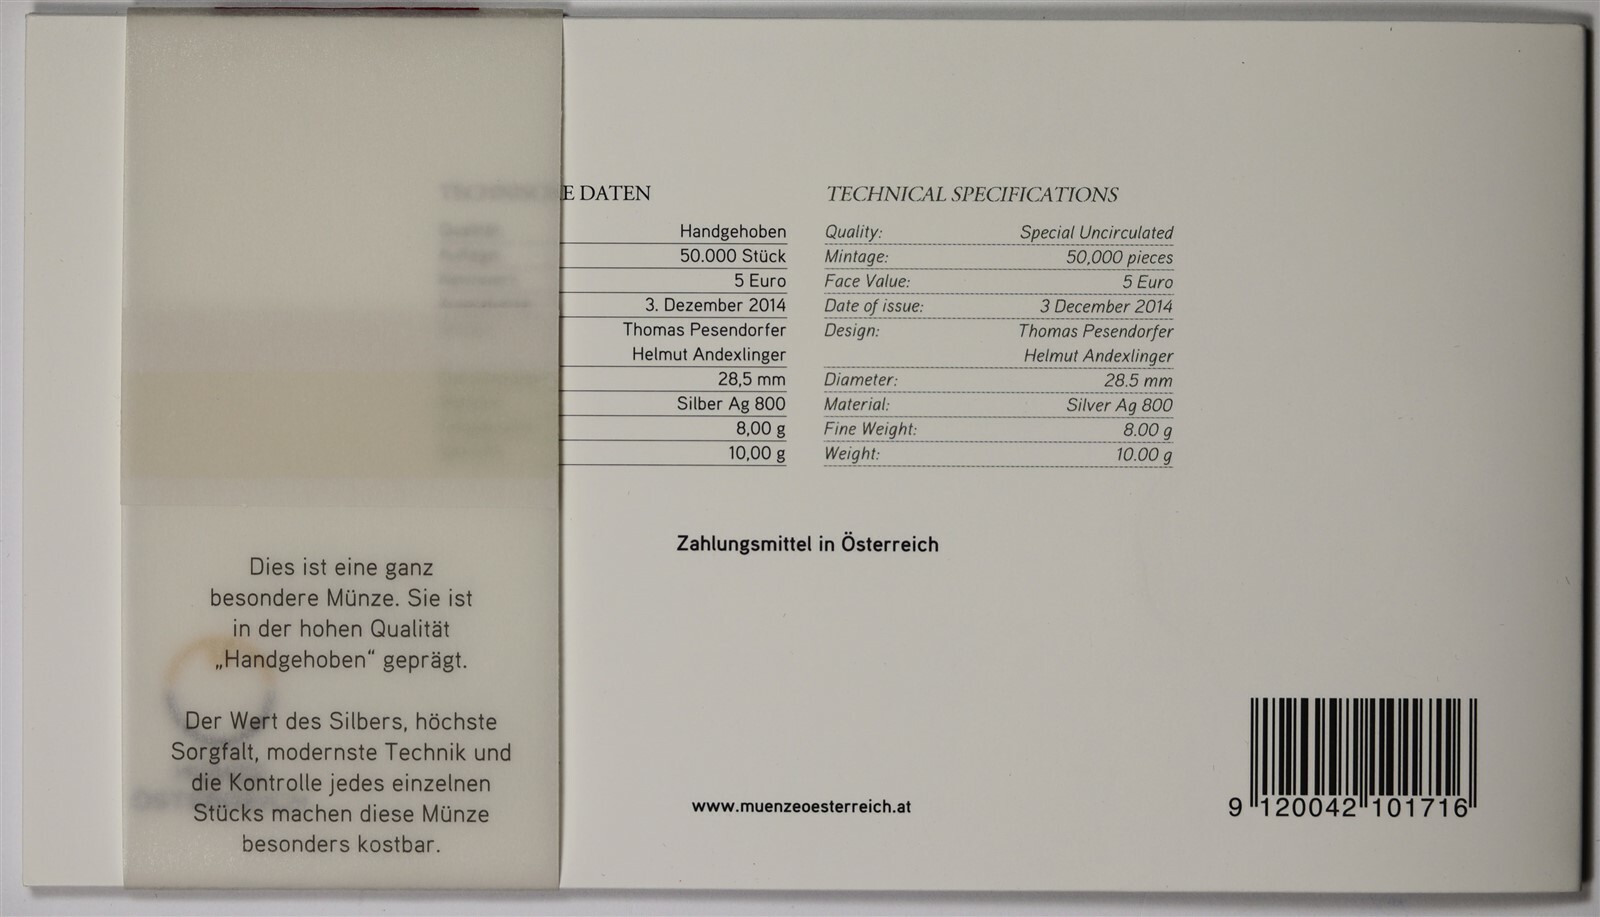 E DATEN
Handgehoben
50.000 Stück
5 Euro
3. Dezember 2014
Thomas Pesendorfer
Helmut Andexlinger
28,5 mm
Silber Ag 800
8,00 g
10,00 g
TECHNICAL SPECIFICATIONS
Quality: Special Uncirculated
Mintage: 50,000 pieces
Face Value: 5 Euro
Date of issue: 3 December 2014
Design: Thomas Pesendorfer
Helmut Andexlinger
Diameter: 28.5 mm
Material: Silver Ag 800
Fine Weight: 8.00 g
Weight: 10.00 g
Zahlungsmittel in Österreich
Dies ist eine ganz
besondere Münze. Sie ist
in der hohen Qualität
„Handgehoben“ geprägt.
Der Wert des Silbers, höchste
Sorgfalt, modernste Technik und
die Kontrolle jedes einzelnen
Stücks machen diese Münze
besonders kostbar.
www.muenzeoesterreich.at
9 120042 101716